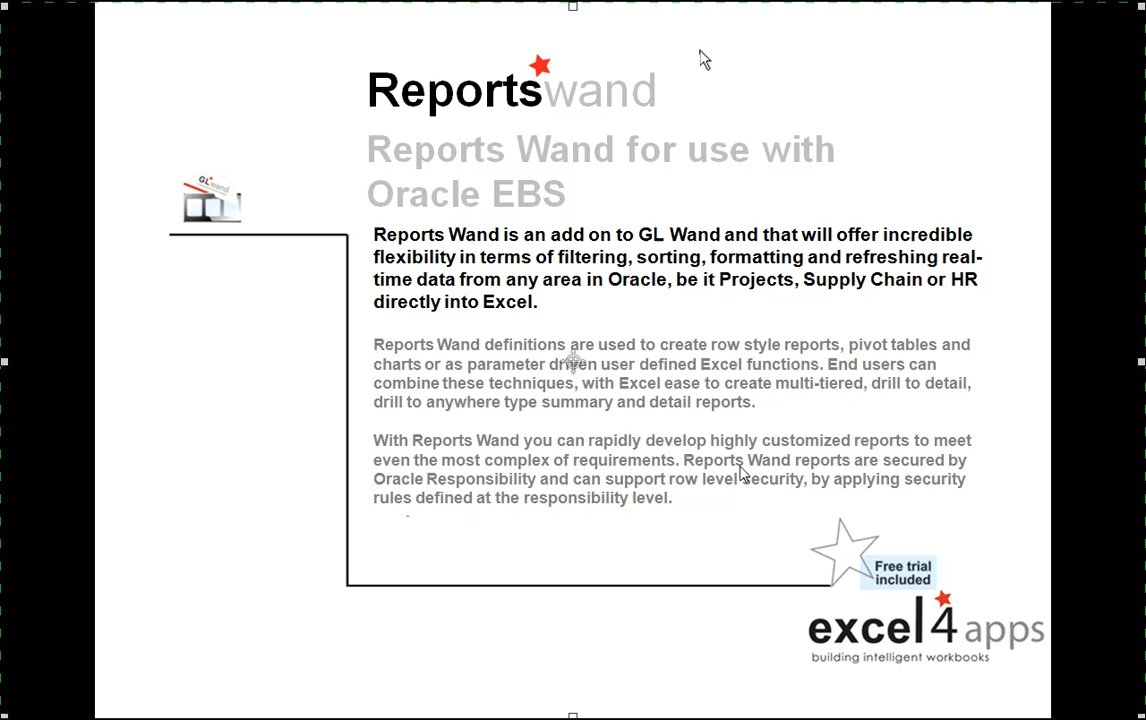 Reportswand
Reports Wand for use with
Oracle EBS
GLwand
Reports Wand is an add on to GL Wand and that will offer incredible
flexibility in terms of filtering, sorting, formatting and refreshing real-
time data from any area in Oracle, be it Projects, Supply Chain or HR
directly into Excel.
Reports Wand definitions are used to create row style reports, pivot tables and
charts or as parameter driven user defined Excel functions. End users can
combine these techniques, with Excel ease to create multi-tiered, drill to detail,
drill to anywhere type summary and detail reports.
With Reports Wand you can rapidly develop highly customized reports to meet
even the most complex of requirements. Reports Wand reports are secured by
Oracle Responsibility and can support row level security, by applying security
rules defined at the responsibility level.
Free trial
included
excel4apps
building intelligent workbooks